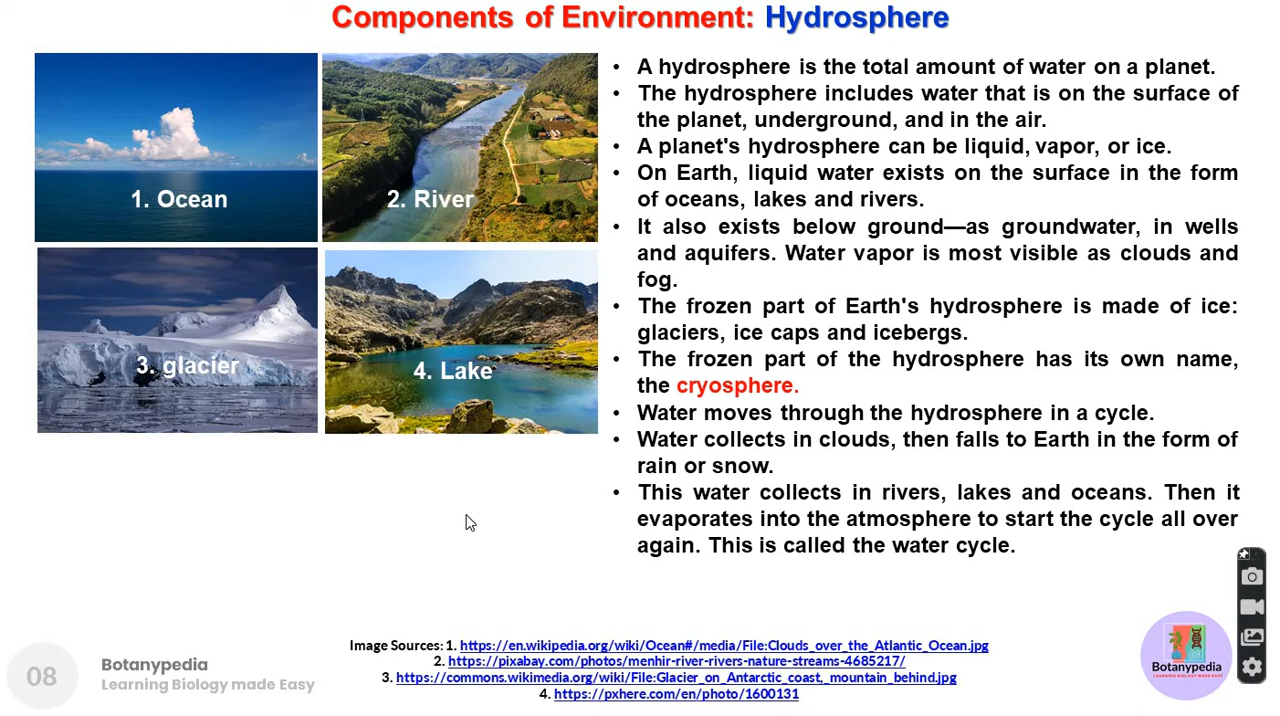 Components of Environment: Hydrosphere
1. Ocean
2. River
3. glacier
4. Lake
• A hydrosphere is the total amount of water on a planet.
• The hydrosphere includes water that is on the surface of
the planet, underground, and in the air.
• A planet's hydrosphere can be liquid, vapor, or ice.
• On Earth, liquid water exists on the surface in the form
of oceans, lakes and rivers.
• It also exists below ground—as groundwater, in wells
and aquifers. Water vapor is most visible as clouds and
fog.
• The frozen part of Earth's hydrosphere is made of ice:
glaciers, ice caps and icebergs.
• The frozen part of the hydrosphere has its own name,
the cryosphere.
• Water moves through the hydrosphere in a cycle.
• Water collects in clouds, then falls to Earth in the form of
rain or snow.
• This water collects in rivers, lakes and oceans. Then it
evaporates into the atmosphere to start the cycle all over
again. This is called the water cycle.
Image Sources: 1. https://en.wikipedia.org/wiki/Ocean#/media/File:Clouds_over_the_Atlantic_Ocean.jpg
2. https://pixabay.com/photos/menhir-river-rivers-nature-streams-4685217/
3. https://commons.wikimedia.org/wiki/File:Glacier_on_Antarctic_coast,_mountain_behind.jpg
4. https://pxhere.com/en/photo/1600131
08
Botanypedia
Learning Biology made Easy
Botanypedia
LEARNING BIOLOGY MADE EASY